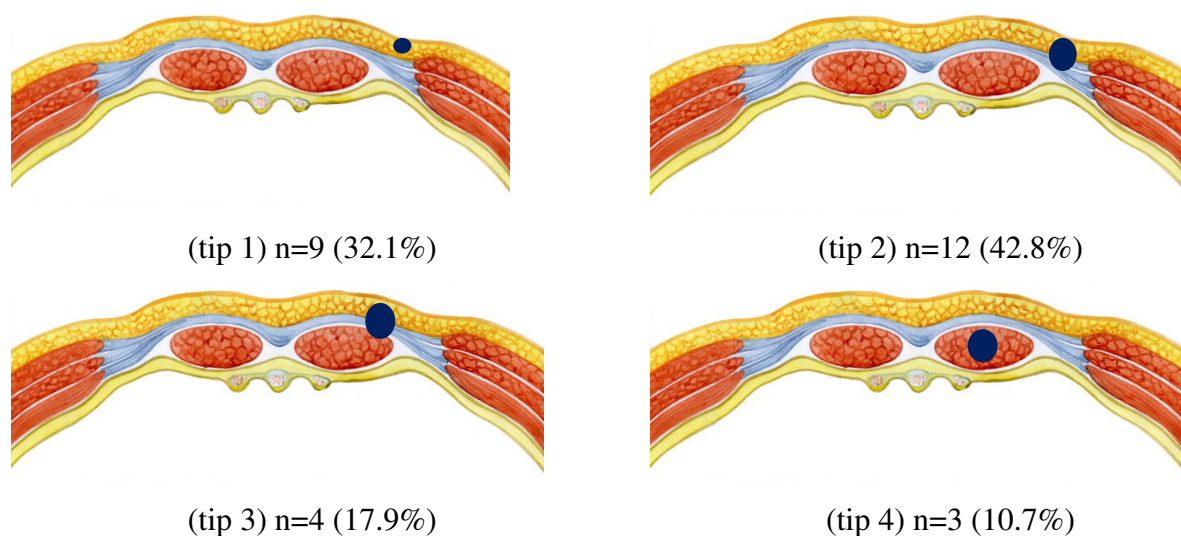 (tip 1) n=9 (32.1%)
(tip 2) n=12 (42.8%)
(tip 3) n=4 (17.9%)
(tip 4) n=3 (10.7%)